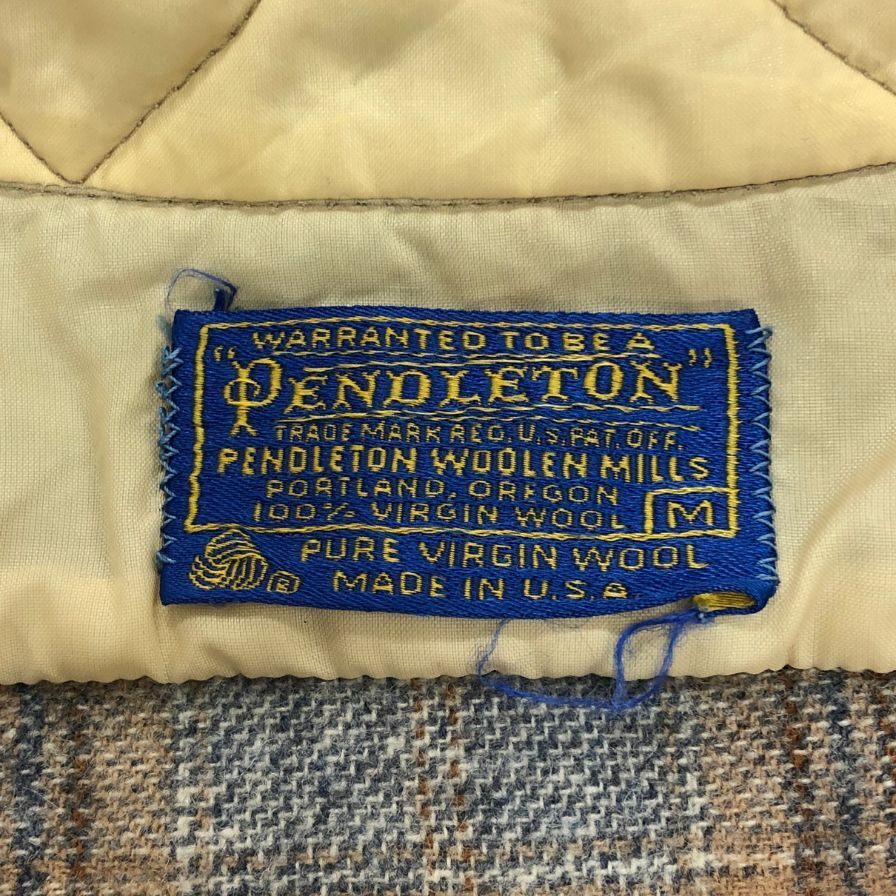 WARRANTED TO BE A
"PENDLETON"
TRADE MARK REG. U.S. PAT. OFF.
PENDLETON WOOLEN MILLS
PORTLAND, OREGON
100% VIRGIN WOOL M
® PURE VIRGIN WOOL
MADE IN U.S.A.